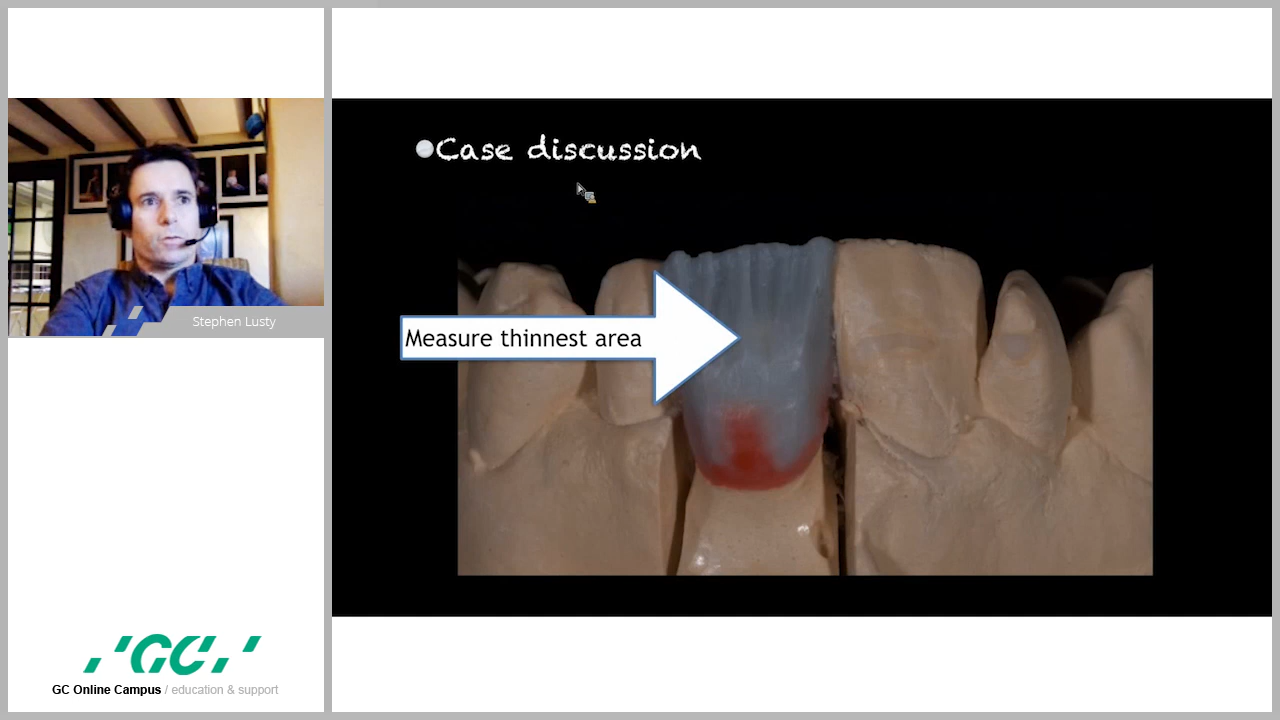 Case discussion
Measure thinnest area
Stephen Lusty
GC
GC Online Campus / education & support